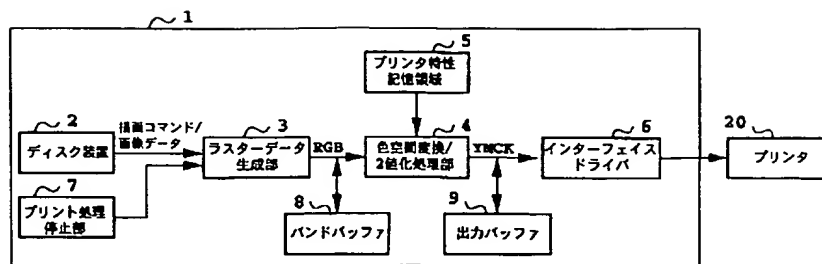 1
5
プリンタ特性
記憶領域
2
ディスク装置
描画コマンド/
画像データ
3
ラスターデータ
生成部
RGB
4
色空間変換/
2値化処理部
YMCK
6
インターフェイス
ドライバ
20
プリンタ
7
プリント処理
停止部
8
バンドバッファ
9
出力バッファ